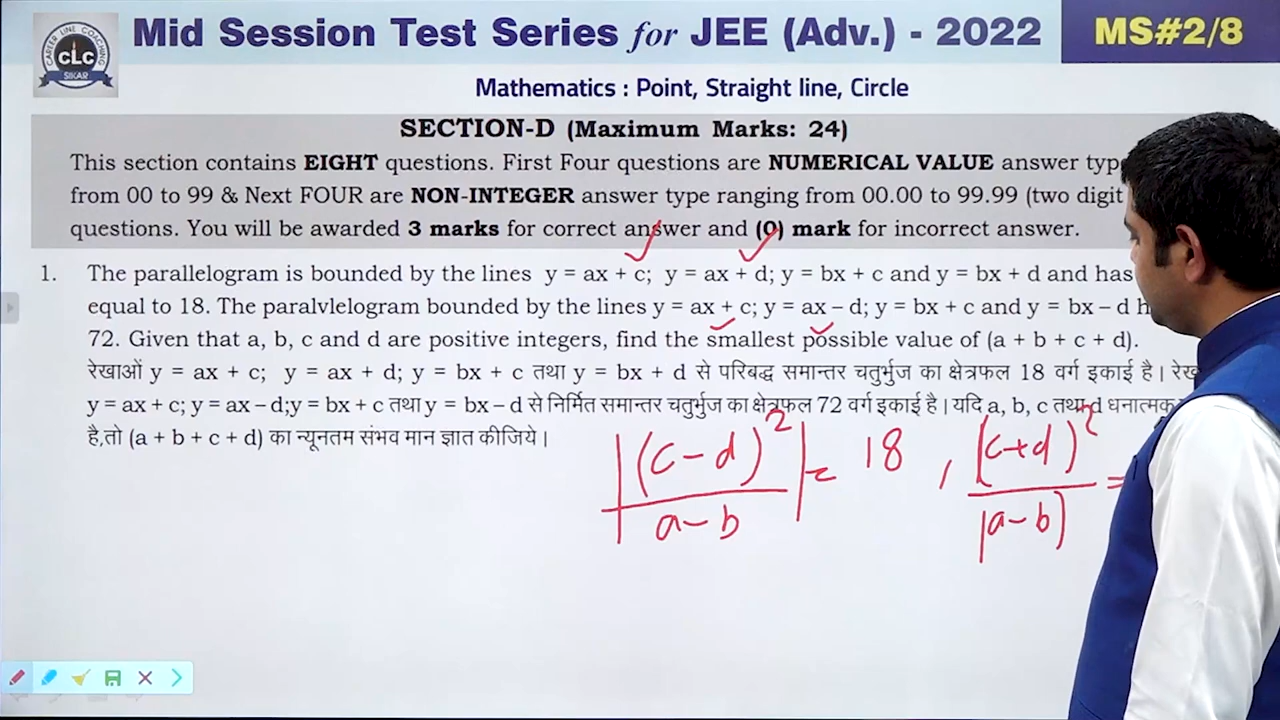 CAREER LINE COACHING
CLC
SIKAR
Mid Session Test Series for JEE (Adv.) - 2022
MS#2/8
Mathematics : Point, Straight line, Circle
SECTION-D (Maximum Marks: 24)
This section contains EIGHT questions. First Four questions are NUMERICAL VALUE answer type
from 00 to 99 & Next FOUR are NON-INTEGER answer type ranging from 00.00 to 99.99 (two digit
questions. You will be awarded 3 marks for correct answer and (0) mark for incorrect answer.
1. The parallelogram is bounded by the lines y = ax + c; y = ax + d; y = bx + c and y = bx + d and has
equal to 18. The paralvlelogram bounded by the lines y = ax + c; y = ax – d; y = bx + c and y = bx – d
72. Given that a, b, c and d are positive integers, find the smallest possible value of (a + b + c + d).
रेखाओं y = ax + c; y = ax + d; y = bx + c तथा y = bx + d से परिबद्ध समान्तर चतुर्भुज का क्षेत्रफल 18 वर्ग इकाई है।
y = ax + c; y = ax – d;y = bx + c तथा y = bx – d से निर्मित समान्तर चतुर्भुज का क्षेत्रफल 72 वर्ग इकाई है। यदि a, b, c तथा d धनात्मक
है,तो (a + b + c + d) का न्यूनतम संभव मान ज्ञात कीजिये।
|(c-d)²/a-b| = 18 , (c+d)²/|a-b| =